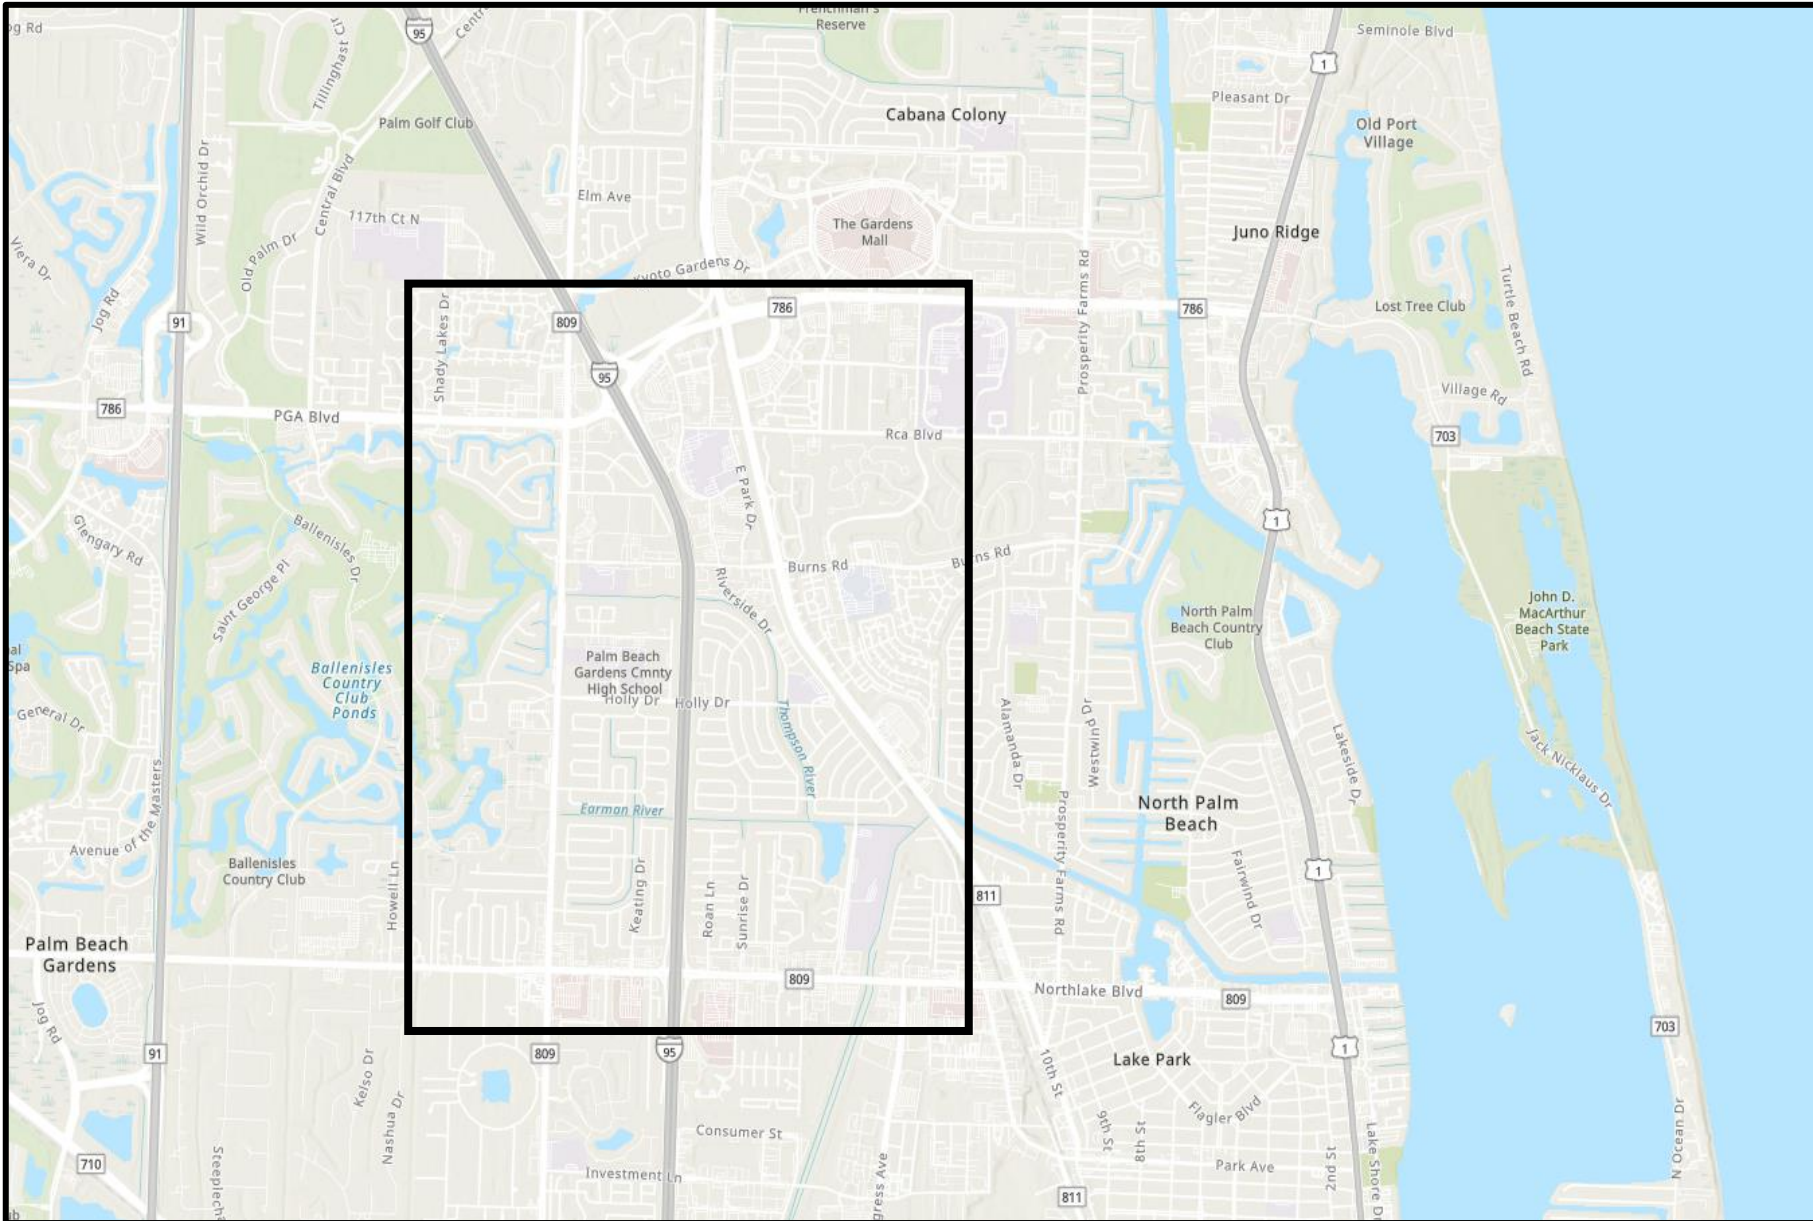 Seminole Blvd
Reserve
95
1
Pleasant Dr
Tillinghast Cir
Palm Golf Club
Cabana Colony
Old Port
Village
Wild Orchid Dr
Central Blvd
Elm Ave
117th Ct N
The Gardens
Mall
Juno Ridge
Viera Dr
Old Palm Dr
Kyoto Gardens Dr
Prosperity Farms Rd
Turtle Beach Rd
Jog Rd
Shady Lakes Dr
91
809
786
786
Lost Tree Club
95
Village Rd
786
PGA Blvd
Rca Blvd
703
E Park Dr
Glengary Rd
Ballenisles Dr
1
Saint George Pl
Burns Rd
Burns Rd
Riverside Dr
John D.
MacArthur
Beach State
Park
North Palm
Beach Country
Club
Spa
Ballenisles
Country
Club
Ponds
Palm Beach
Gardens Cmnty
High School
Holly Dr
Holly Dr
General Dr
Thompson River
Alamanda Dr
Westwind Dr
Lakeside Dr
Jack Nicklaus Dr
Avenue of the Masters
Earman River
Prosperity Farms Rd
North Palm
Beach
Ballenisles
Country Club
Howell Ln
Keating Dr
Roan Ln
Sunrise Dr
811
Fairwind Dr
1
Palm Beach
Gardens
809
Northlake Blvd
809
Jog Rd
703
91
809
95
1
Kelso Dr
Nashua Dr
10th St
Lake Park
Flagler Blvd
9th St
8th St
N Ocean Dr
Consumer St
710
Investment Ln
Park Ave
2nd St
811